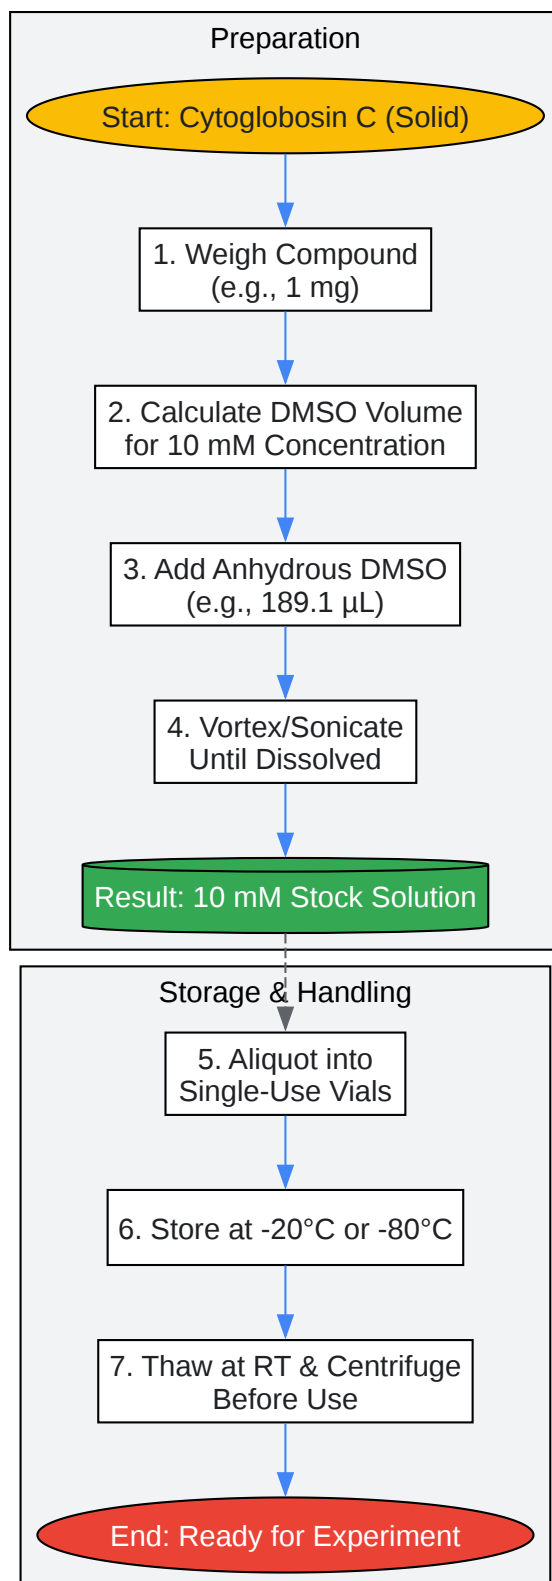 Preparation
Start: Cytoglobosin C (Solid)
1. Weigh Compound
(e.g., 1 mg)
2. Calculate DMSO Volume
for 10 mM Concentration
3. Add Anhydrous DMSO
(e.g., 189.1 µL)
4. Vortex/Sonicate
Until Dissolved
Result: 10 mM Stock Solution
Storage & Handling
5. Aliquot into
Single-Use Vials
6. Store at -20°C or -80°C
7. Thaw at RT & Centrifuge
Before Use
End: Ready for Experiment